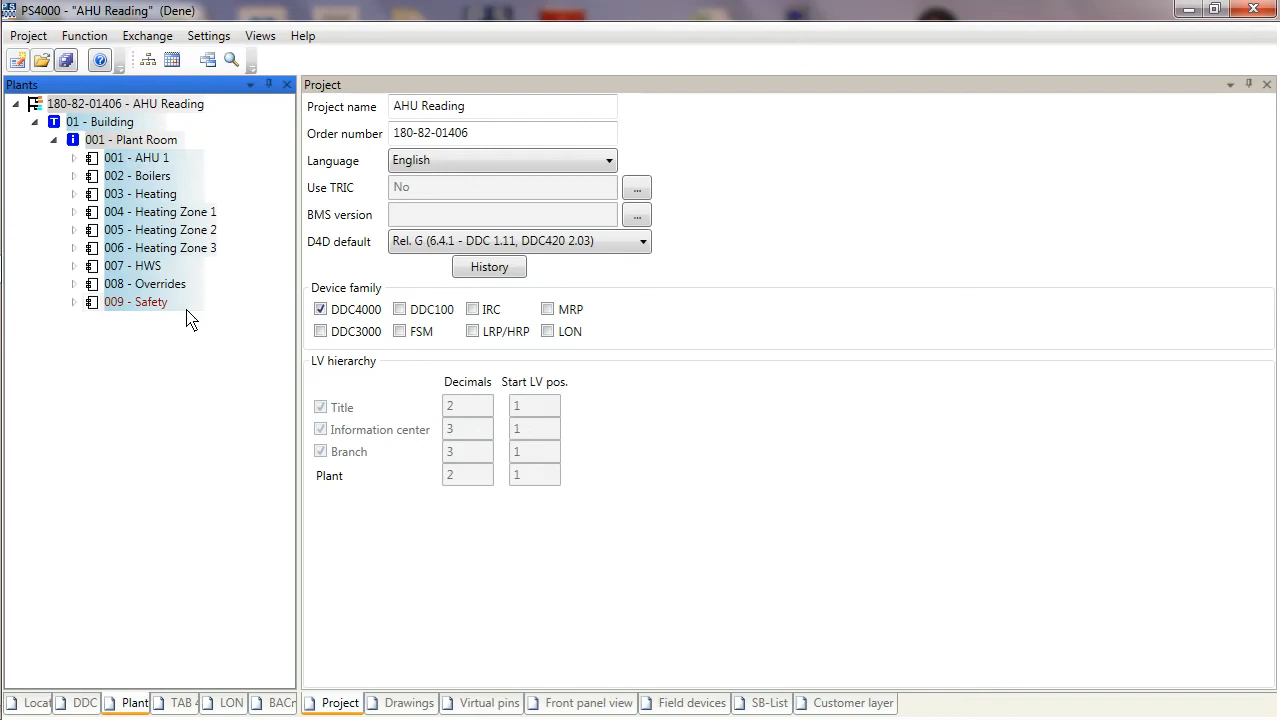 PS4000 - "AHU Reading" (Dene)
Project Function Exchange Settings Views Help
Plants
180-82-01406 - AHU Reading
T 01 - Building
i 001 - Plant Room
001 - AHU 1
002 - Boilers
003 - Heating
004 - Heating Zone 1
005 - Heating Zone 2
006 - Heating Zone 3
007 - HWS
008 - Overrides
009 - Safety
Locat DDC Plant TAB LON BACr
Project
Project name AHU Reading
Order number 180-82-01406
Language English
Use TRIC No ...
BMS version ...
D4D default Rel. G (6.4.1 - DDC 1.11, DDC420 2.03)
History
Device family
DDC4000 DDC100 IRC MRP
DDC3000 FSM LRP/HRP LON
LV hierarchy
Decimals Start LV pos.
Title 2 1
Information center 3 1
Branch 3 1
Plant 2 1
Project Drawings Virtual pins Front panel view Field devices SB-List Customer layer